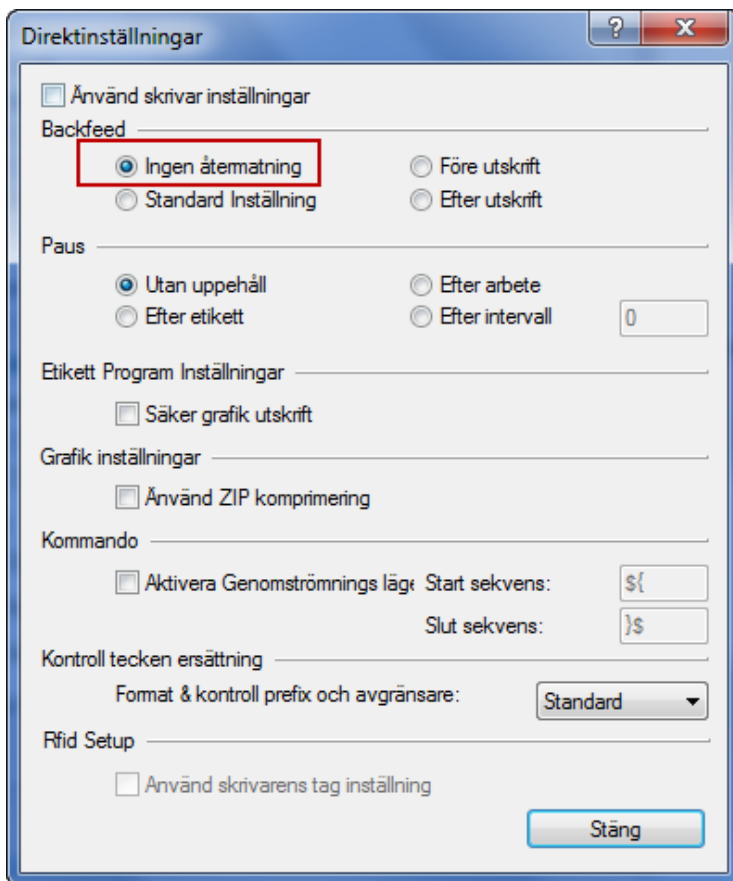 Direktinställningar
Använd skrivar inställningar
Backfeed
Ingen återmatning
Före utskrift
Standard Inställning
Efter utskrift
Paus
Utan uppehåll
Efter arbete
Efter etikett
Efter intervall
0
Etikett Program Inställningar
Säker grafik utskrift
Grafik inställningar
Använd ZIP komprimering
Kommando
Aktivera Genomströmnings läge Start sekvens: ${
Slut sekvens: }$
Kontroll tecken ersättning
Format & kontroll prefix och avgränsare: Standard
Rfid Setup
Använd skrivarens tag inställning
Stäng